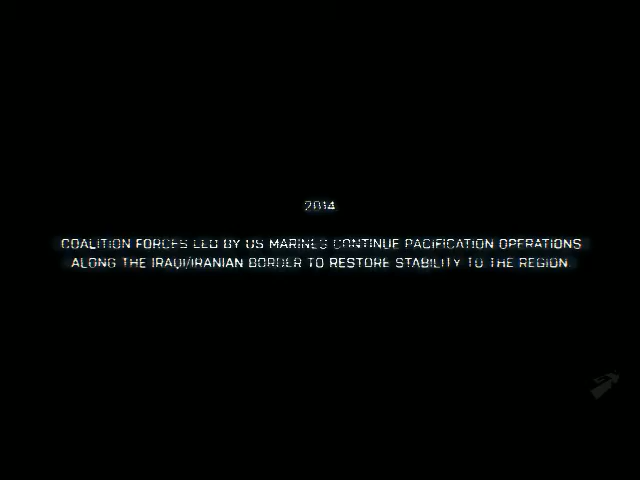 2014
COALITION FORCES LED BY US MARINES CONTINUE PACIFICATION OPERATIONS
ALONG THE IRAQI/IRANIAN BORDER TO RESTORE STABILITY TO THE REGION.